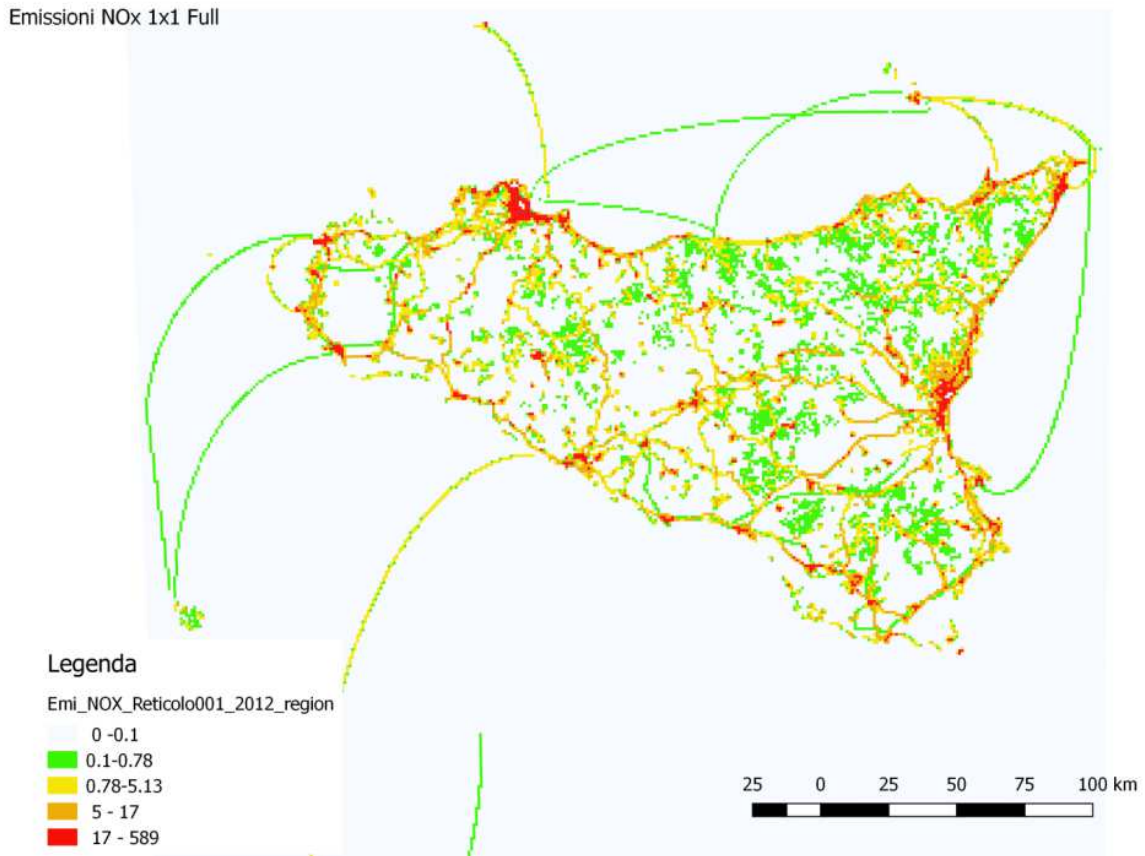 Emissioni NOx 1x1 Full
Legenda
Emi_NOX_Reticolo001_2012_region
0 -0.1
0.1-0.78
0.78-5.13
5 - 17
17 - 589
25 0 25 50 75 100 km